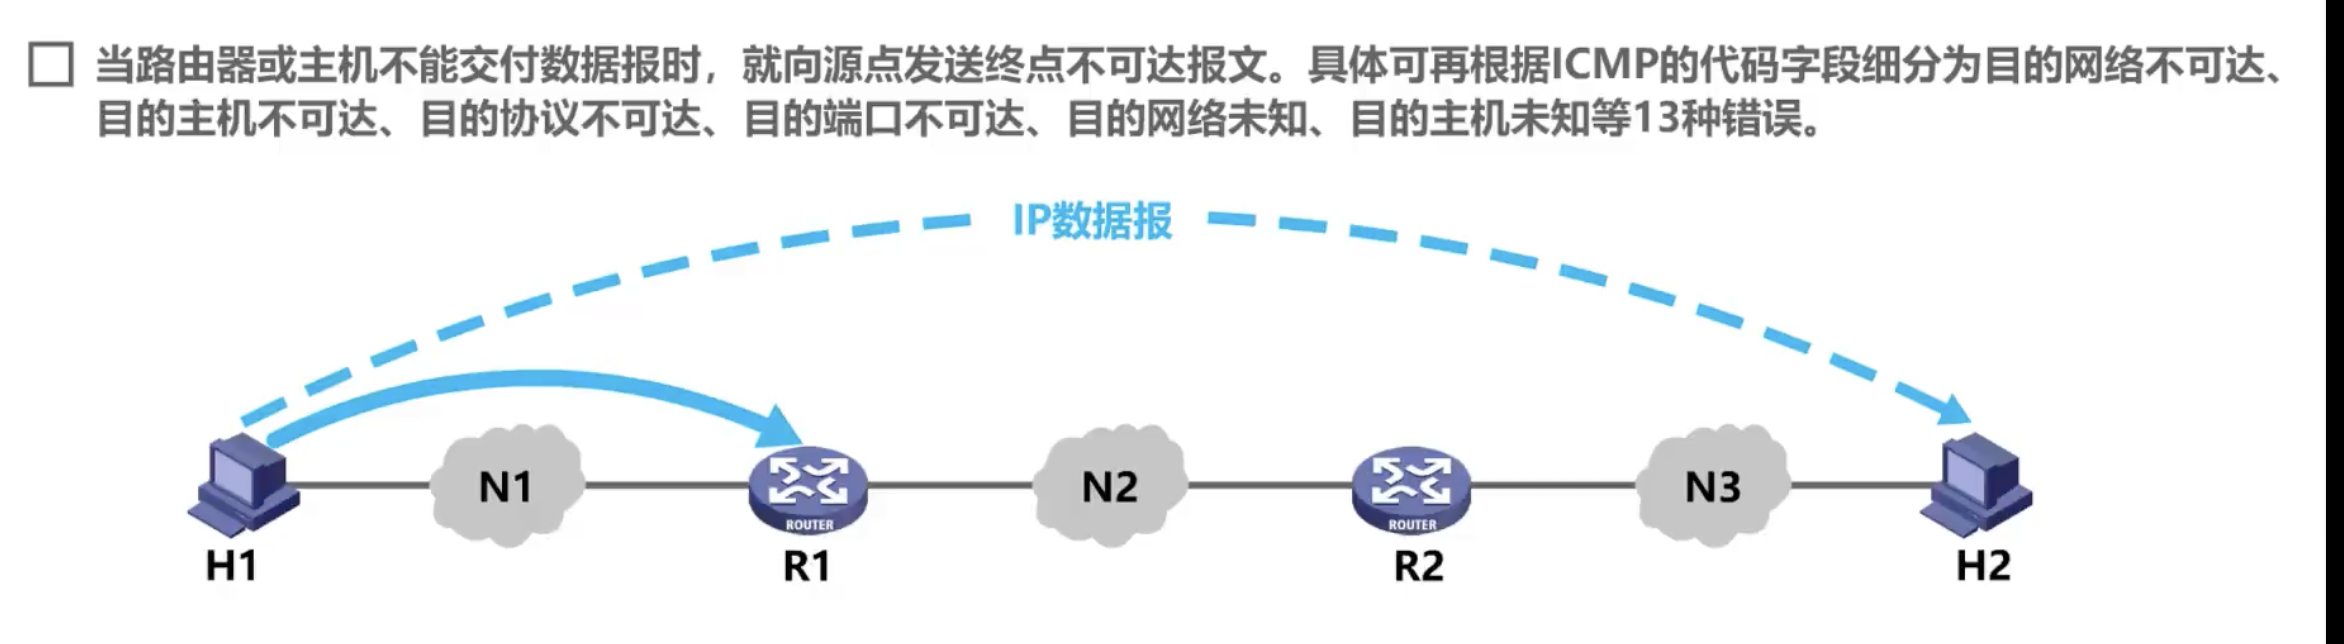 当路由器或主机不能交付数据报时，就向源点发送终点不可达报文。具体可再根据ICMP的代码字段细分为目的网络不可达、
目的主机不可达、目的协议不可达、目的端口不可达、目的网络未知、目的主机未知等13种错误。
IP数据报
N1
N2
N3
ROUTER
ROUTER
H1
R1
R2
H2